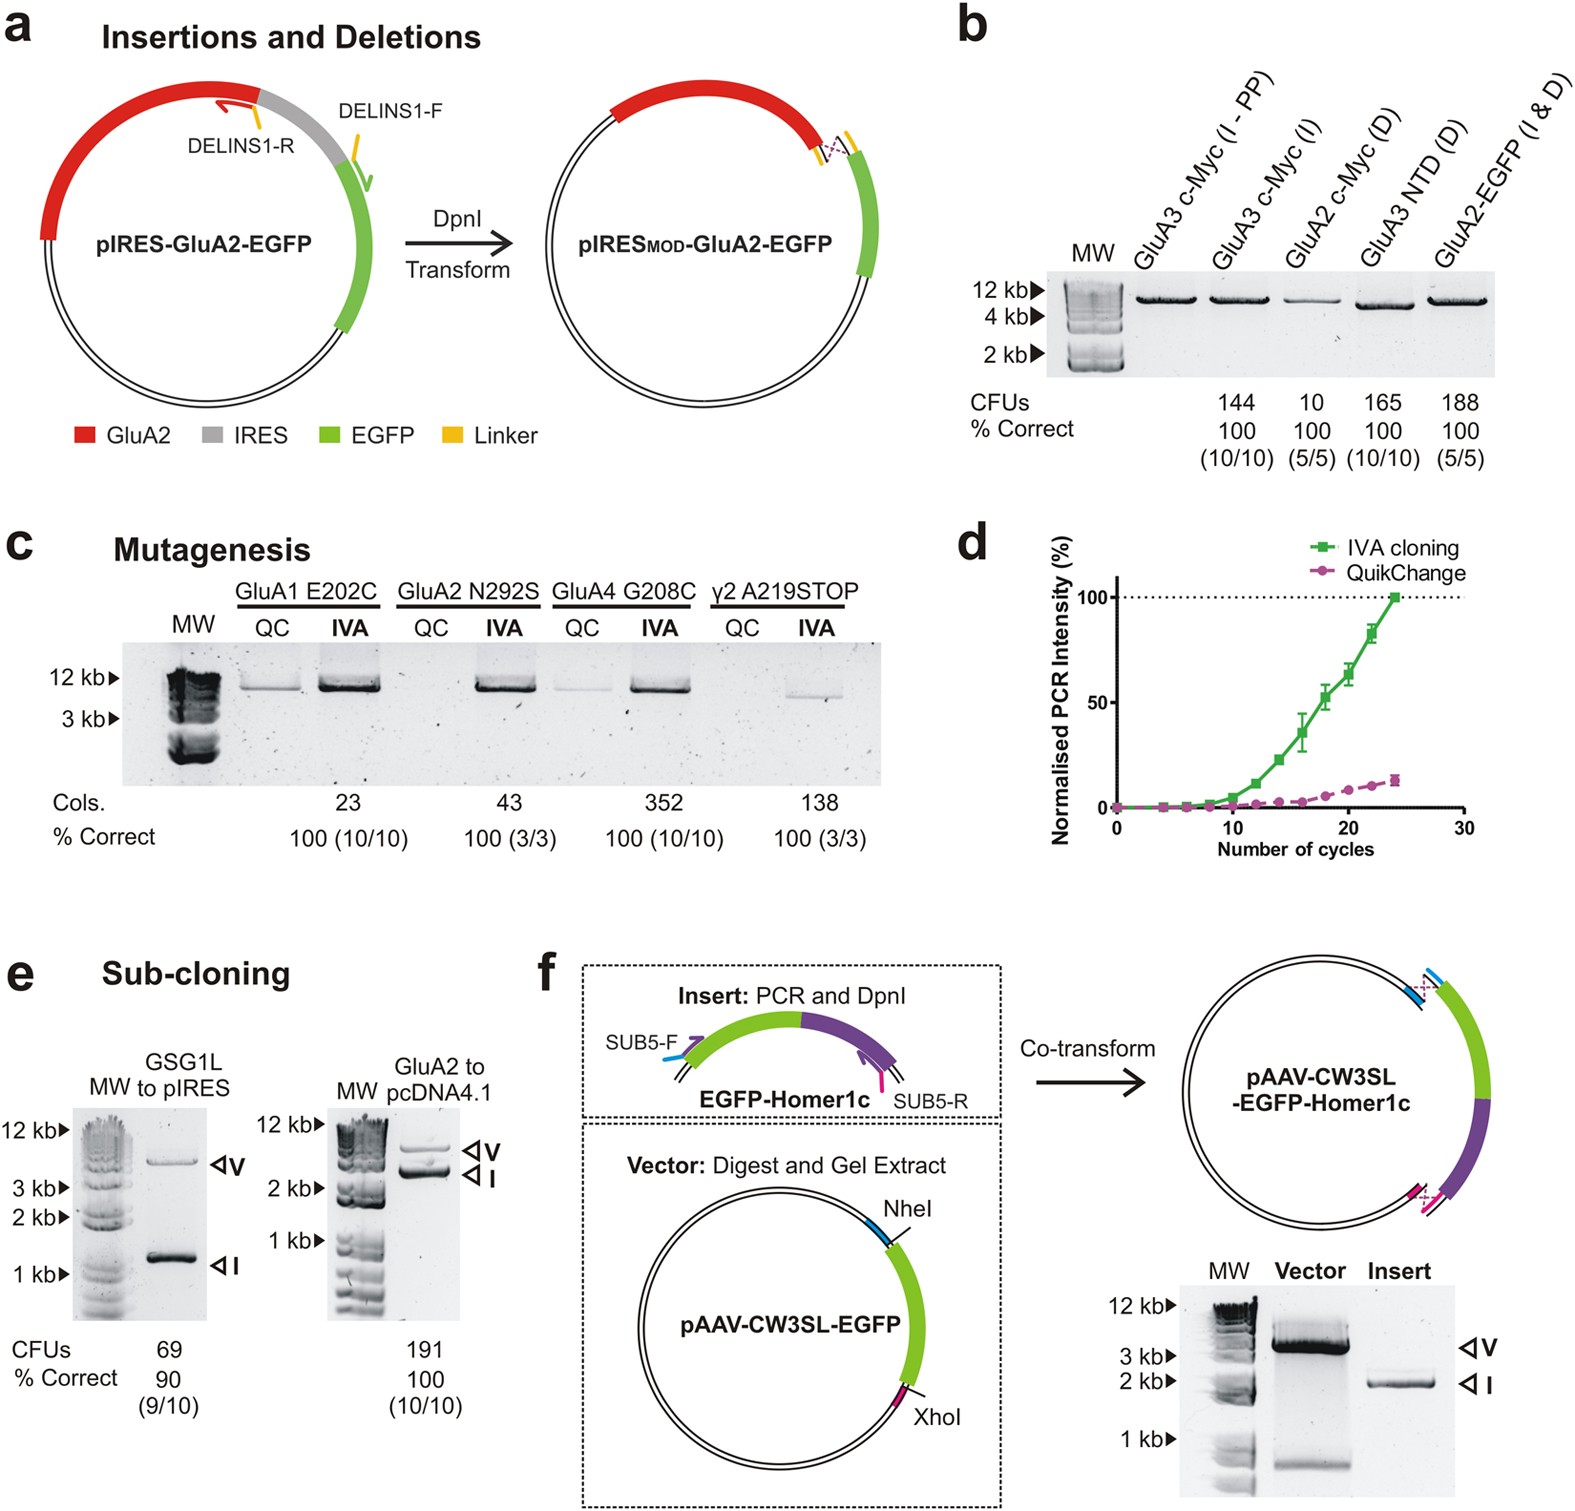 a
Insertions and Deletions
DELINS1-F
DELINS1-R
pIRES-GluA2-EGFP
DpnI
Transform
pIRESMOD-GluA2-EGFP
GluA2
IRES
EGFP
Linker
b
GluA3 c-Myc (I - PP)
GluA3 c-Myc (I)
GluA2 c-Myc (D)
GluA3 NTD (D)
GluA2-EGFP (I & D)
MW
12 kb
4 kb
2 kb
CFUs 144 10 165 188
% Correct 100 100 100 100
(10/10) (5/5) (10/10) (5/5)
c
Mutagenesis
GluA1 E202C GluA2 N292S GluA4 G208C γ2 A219STOP
MW QC IVA QC IVA QC IVA QC IVA
12 kb
3 kb
Cols. 23 43 352 138
% Correct 100 (10/10) 100 (3/3) 100 (10/10) 100 (3/3)
d
IVA cloning
QuikChange
Normalised PCR Intensity (%)
100
50
0
0 10 20 30
Number of cycles
e
Sub-cloning
GSG1L
MW to pIRES
12 kb
V
3 kb
2 kb
I
1 kb
CFUs 69
% Correct 90
(9/10)
GluA2 to
MW pcDNA4.1
12 kb
V
I
2 kb
1 kb
191
100
(10/10)
f
Insert: PCR and DpnI
SUB5-F
EGFP-Homer1c
SUB5-R
Vector: Digest and Gel Extract
NheI
pAAV-CW3SL-EGFP
XhoI
Co-transform
pAAV-CW3SL
-EGFP-Homer1c
MW Vector Insert
12 kb
V
3 kb
2 kb
I
1 kb